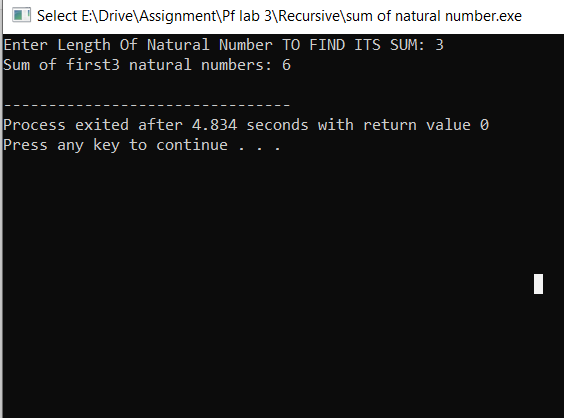 Select E:\Drive\Assignment\Pf lab 3\Recursive\sum of natural number.exe
Enter Length Of Natural Number TO FIND ITS SUM: 3
Sum of first3 natural numbers: 6
--------------------------------
Process exited after 4.834 seconds with return value 0
Press any key to continue . . .